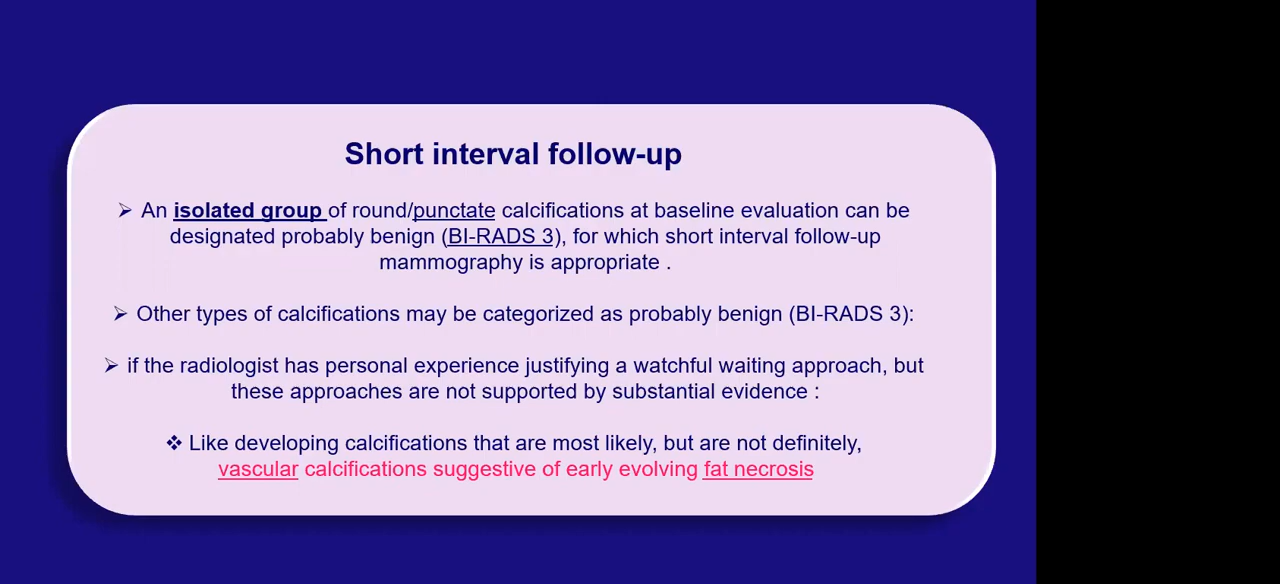 Short interval follow-up
➢ An isolated group of round/punctate calcifications at baseline evaluation can be
designated probably benign (BI-RADS 3), for which short interval follow-up
mammography is appropriate .
➢ Other types of calcifications may be categorized as probably benign (BI-RADS 3):
➢ if the radiologist has personal experience justifying a watchful waiting approach, but
these approaches are not supported by substantial evidence :
❖ Like developing calcifications that are most likely, but are not definitely,
vascular calcifications suggestive of early evolving fat necrosis